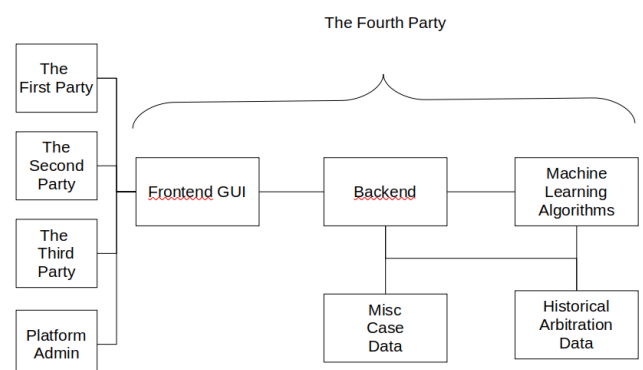 The Fourth Party
The
First Party
The
Second
Party
The
Third
Party
Platform
Admin
Frontend GUI
Backend
Machine
Learning
Algorithms
Misc
Case
Data
Historical
Arbitration
Data